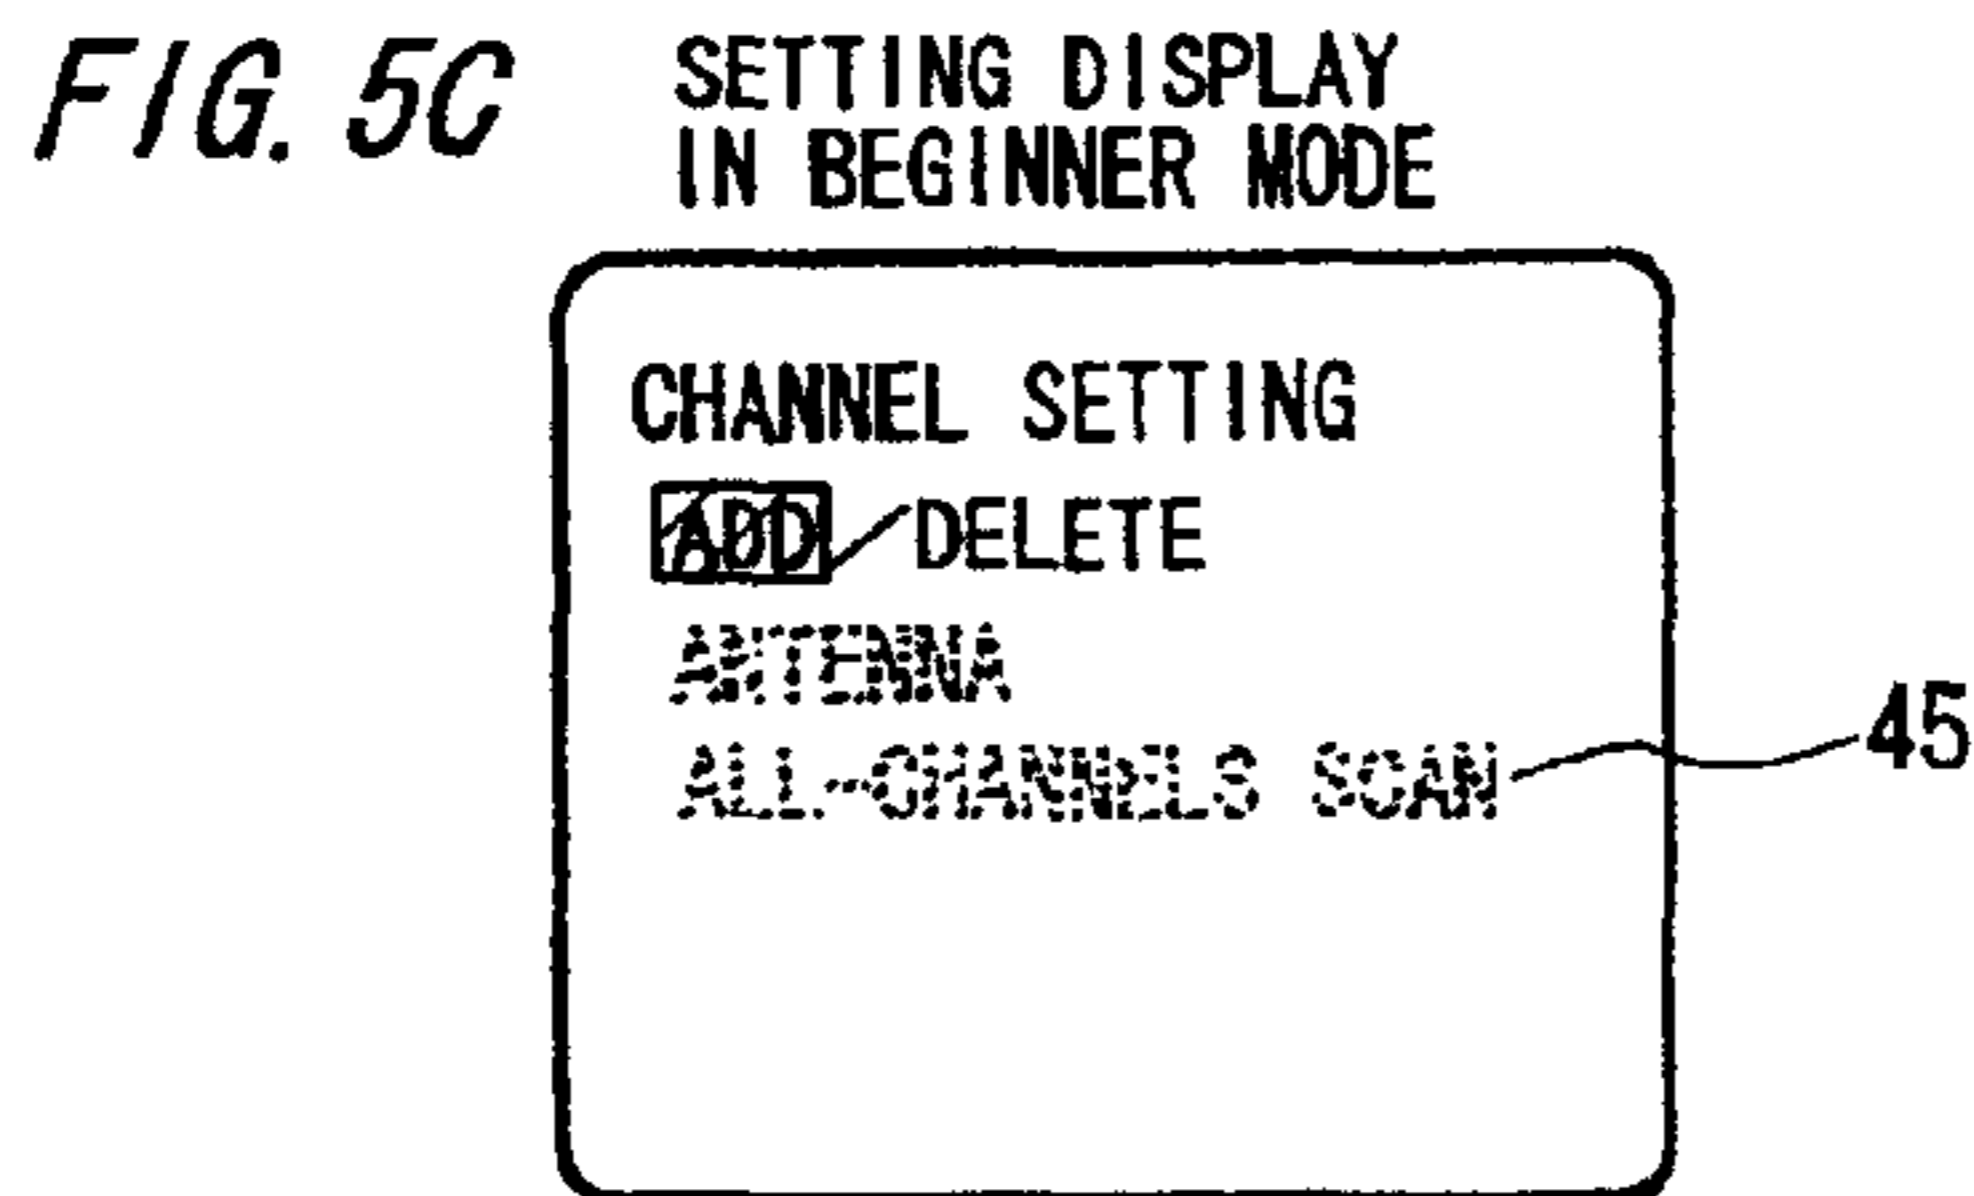 FIG. 5C
SETTING DISPLAY
IN BEGINNER MODE
CHANNEL SETTING
ADD/DELETE
ANTENNA
ALL-CHANNELS SCAN
45